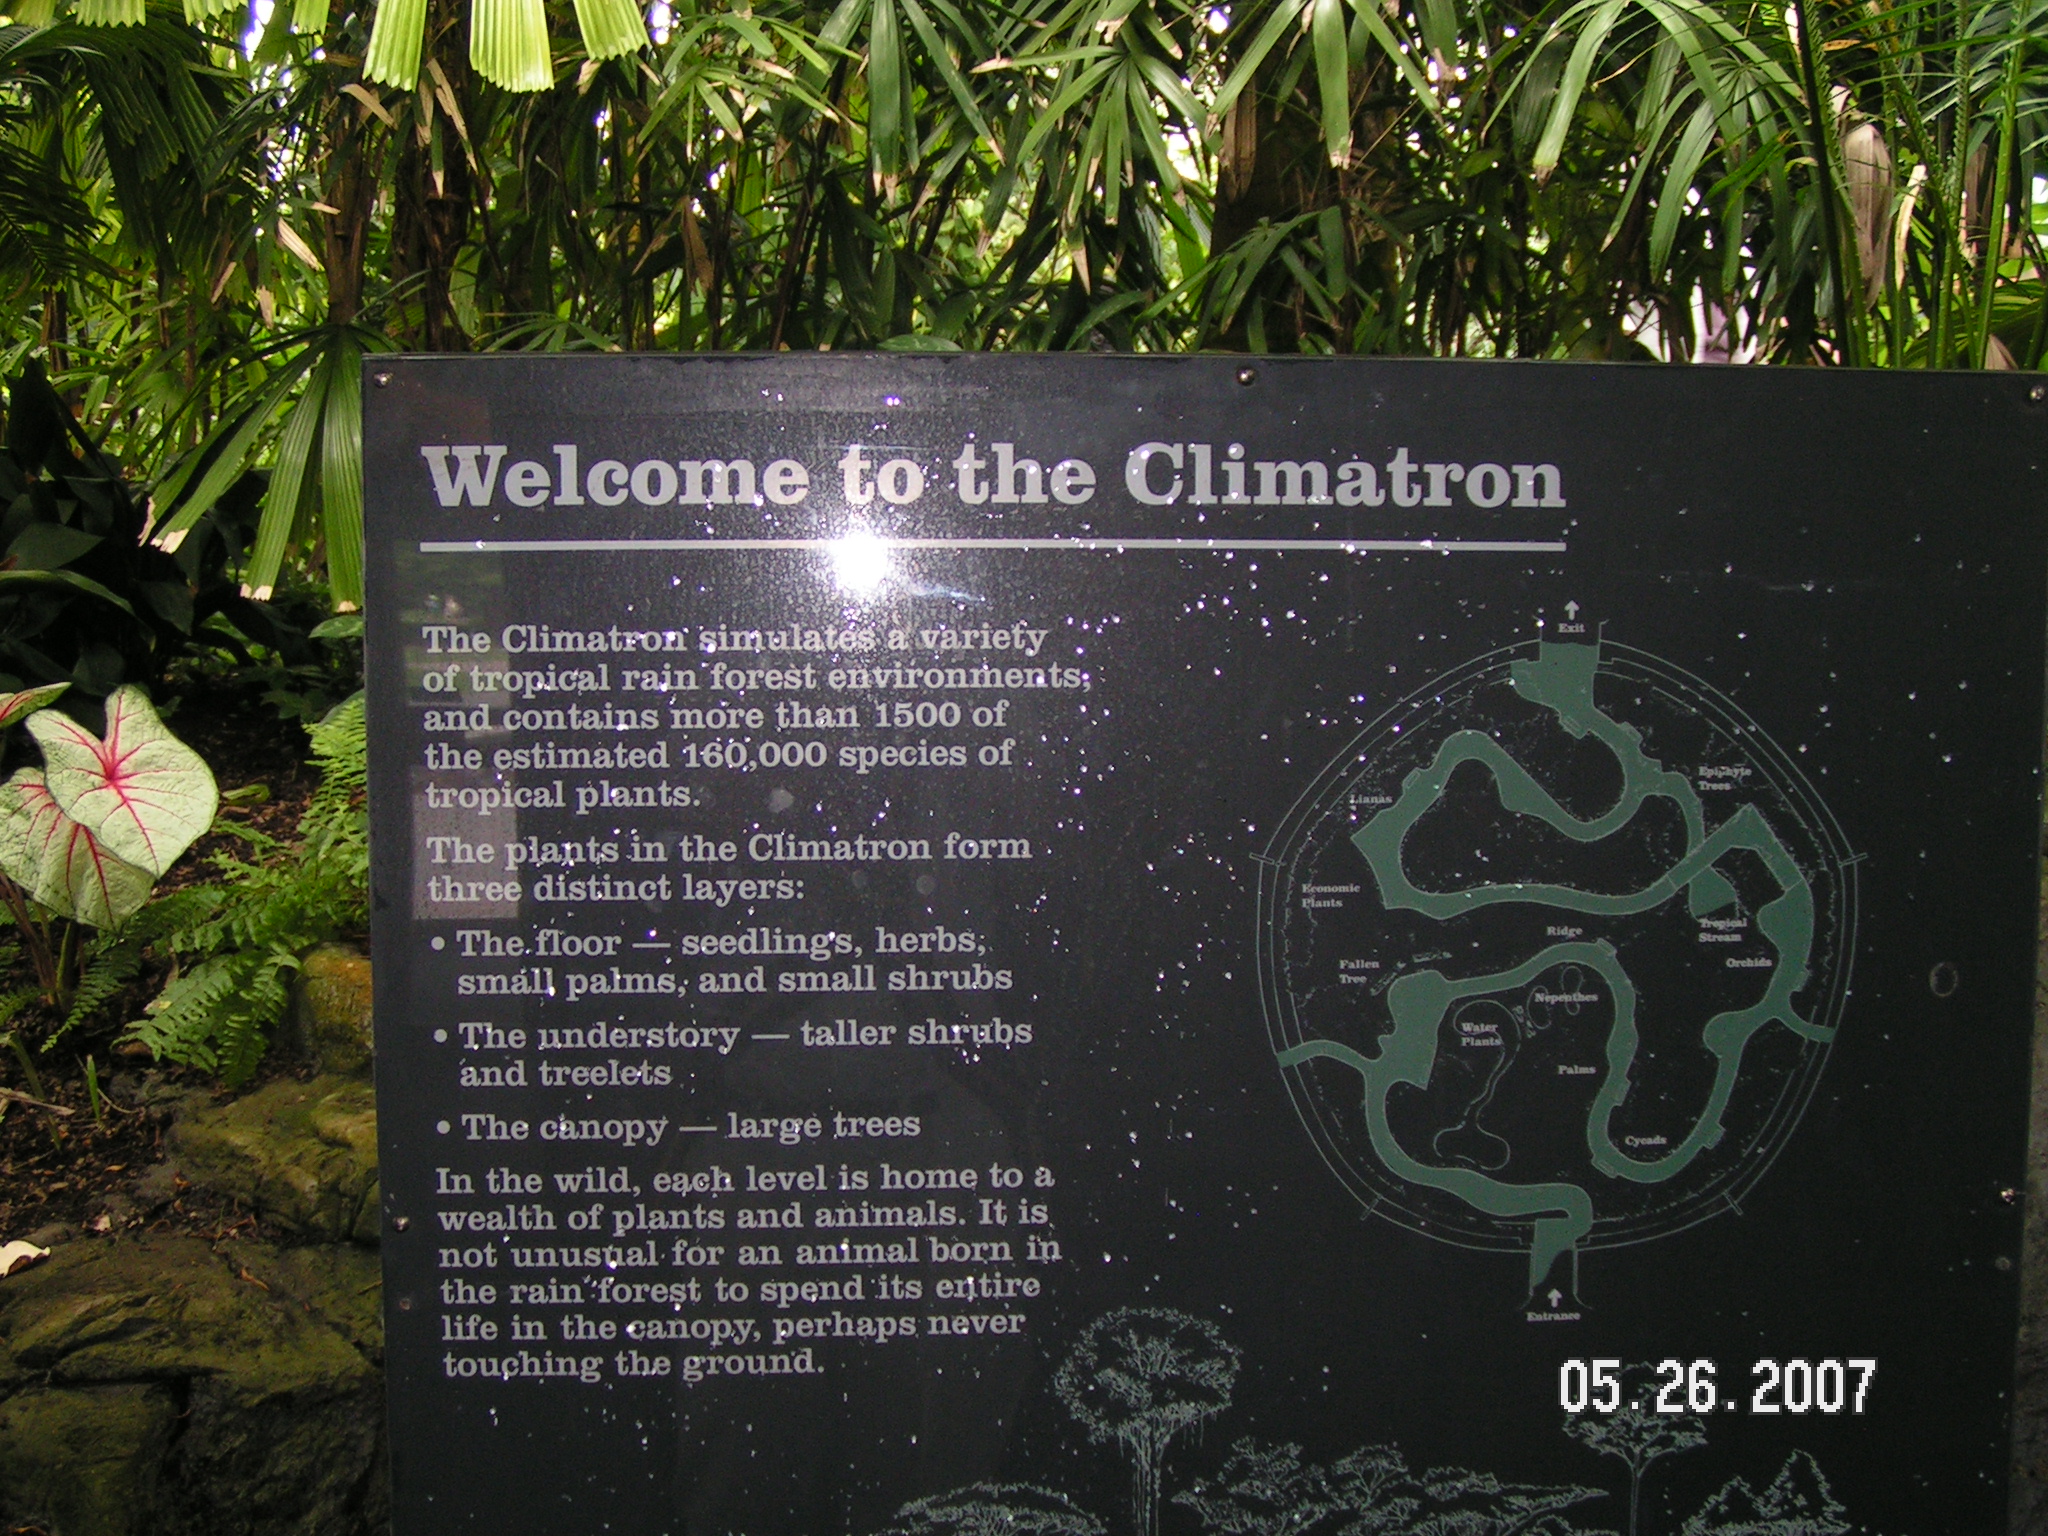 Welcome to the Climatron
The Climatron simulates a variety
of tropical rain forest environments,
and contains more than 1500 of
the estimated 160,000 species of
tropical plants.
The plants in the Climatron form
three distinct layers:
• The floor — seedlings, herbs,
small palms, and small shrubs
• The understory — taller shrubs
and treelets
• The canopy — large trees
In the wild, each level is home to a
wealth of plants and animals. It is
not unusual for an animal born in
the rain forest to spend its entire
life in the canopy, perhaps never
touching the ground.
Exit
Epiphyte
Trees
Lianas
Economic
Plants
Tropical
Stream
Ridge
Orchids
Fallen
Tree
Nepenthes
Water
Plants
Palms
Cycads
Entrance
05.26.2007